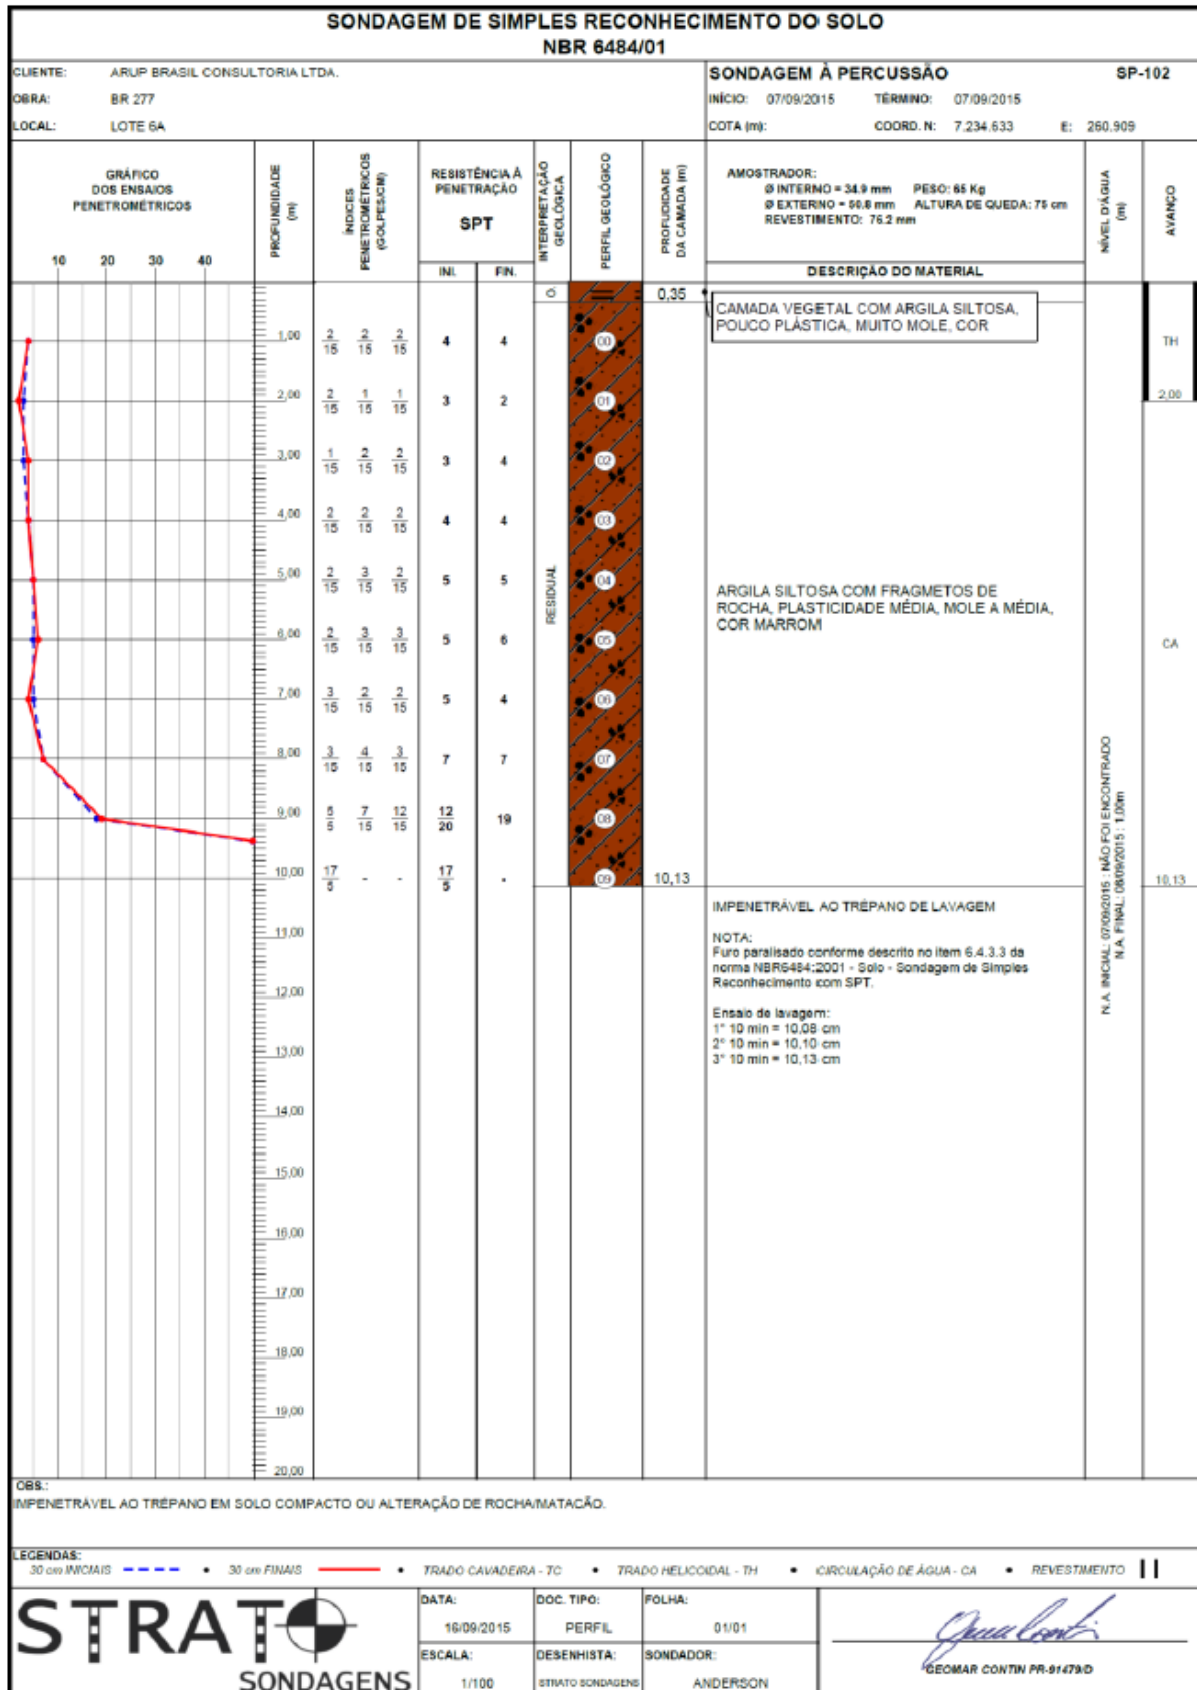 SONDAGEM DE SIMPLES RECONHECIMENTO DO SOLO
NBR 6484/01
CLIENTE: ARUP BRASIL CONSULTORIA LTDA.
OBRA: BR 277
LOCAL: LOTE 6A
SONDAGEM À PERCUSSÃO SP-102
INÍCIO: 07/09/2015 TÉRMINO: 07/09/2015
COTA (m): COORD. N: 7.234.633 E: 260.909
GRÁFICO
DOS ENSAIOS
PENETROMÉTRICOS
10 20 30 40
PROFUNDIDADE
(m)
ÍNDICES
PENETROMÉTRICOS
(GOLPES/CM)
RESISTÊNCIA À
PENETRAÇÃO
SPT
INI. FIN.
INTERPRETAÇÃO
GEOLÓGICA
PERFIL GEOLÓGICO
PROFUDIDADE
DA CAMADA (m)
AMOSTRADOR:
Ø INTERNO = 34.9 mm PESO: 65 Kg
Ø EXTERNO = 50.8 mm ALTURA DE QUEDA: 75 cm
REVESTIMENTO: 76.2 mm
DESCRIÇÃO DO MATERIAL
NÍVEL D'ÁGUA
(m)
AVANÇO
O. 0,35
CAMADA VEGETAL COM ARGILA SILTOSA,
POUCO PLÁSTICA, MUITO MOLE, COR
1,00 2/15 2/15 2/15 4 4 00 TH
2,00 2/15 1/15 1/15 3 2 01 2,00
3,00 1/15 2/15 2/15 3 4 02
4,00 2/15 2/15 2/15 4 4 03
5,00 2/15 3/15 2/15 5 5 04
RESIDUAL
ARGILA SILTOSA COM FRAGMETOS DE
ROCHA, PLASTICIDADE MÉDIA, MOLE A MÉDIA,
COR MARROM
6,00 2/15 3/15 3/15 5 6 05 CA
7,00 3/15 2/15 2/15 5 4 06
8,00 3/15 4/15 3/15 7 7 07
9,00 5/5 7/15 12/15 12/20 19 08
10,00 17/5 - - 17/5 - 09 10,13 10,13
N.A. INICIAL: 07/09/2015 : NÃO FOI ENCONTRADO
N.A. FINAL: 08/09/2015 : 1,00m
IMPENETRÁVEL AO TRÉPANO DE LAVAGEM
NOTA:
Furo paralisado conforme descrito no item 6.4.3.3 da
norma NBR6484:2001 - Solo - Sondagem de Simples
Reconhecimento com SPT.
Ensaio de lavagem:
1° 10 min = 10,08 cm
2° 10 min = 10,10 cm
3° 10 min = 10,13 cm
11,00
12,00
13,00
14,00
15,00
16,00
17,00
18,00
19,00
20,00
OBS.:
IMPENETRÁVEL AO TRÉPANO EM SOLO COMPACTO OU ALTERAÇÃO DE ROCHA/MATACÃO.
LEGENDAS:
30 cm INICIAIS • 30 cm FINAIS • TRADO CAVADEIRA - TC • TRADO HELICOIDAL - TH • CIRCULAÇÃO DE ÁGUA - CA • REVESTIMENTO
STRATO
SONDAGENS
DATA: DOC. TIPO: FOLHA:
16/09/2015 PERFIL 01/01
ESCALA: DESENHISTA: SONDADOR:
1/100 STRATO SONDAGENS ANDERSON
GEOMAR CONTIN PR-91479/D